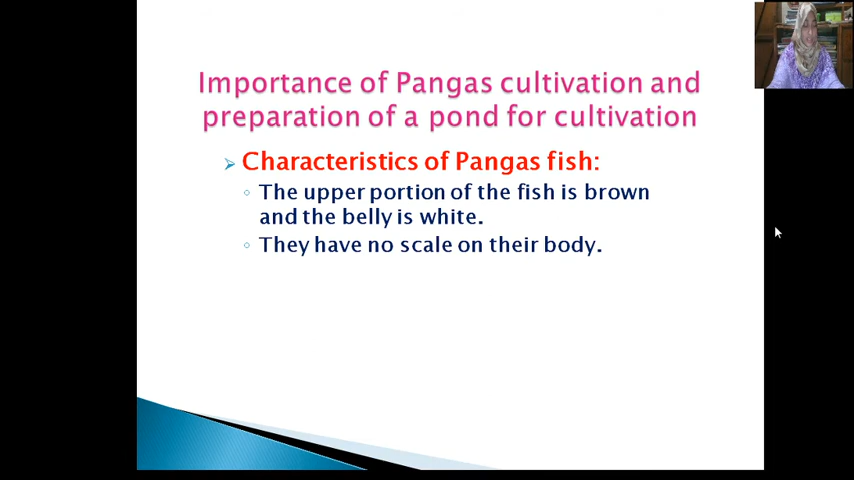 Importance of Pangas cultivation and
preparation of a pond for cultivation
Characteristics of Pangas fish:
The upper portion of the fish is brown
and the belly is white.
They have no scale on their body.